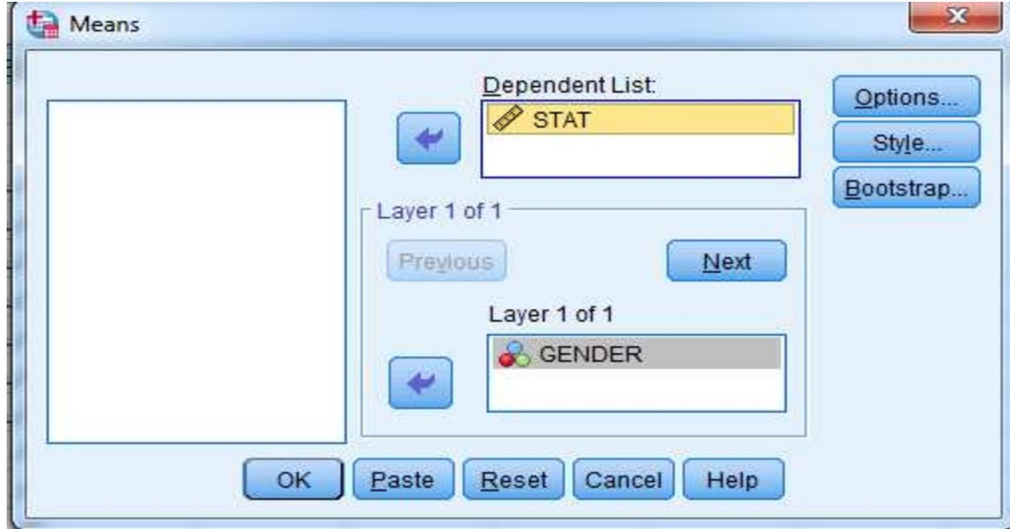 Means
Dependent List:
STAT
Options...
Style...
Bootstrap...
Layer 1 of 1
Previous
Next
Layer 1 of 1
GENDER
OK
Paste
Reset
Cancel
Help